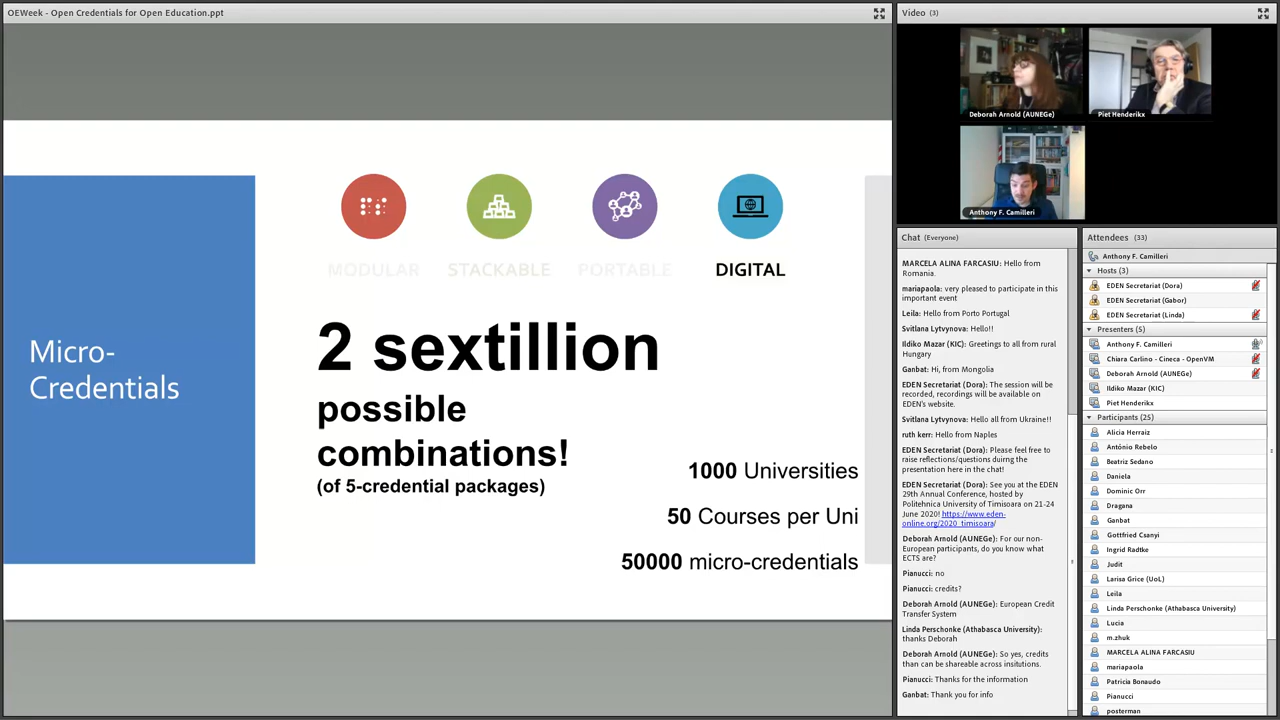 OEWeek - Open Credentials for Open Education.ppt
MODULAR
STACKABLE
PORTABLE
DIGITAL
Micro-
Credentials
2 sextillion
possible
combinations!
(of 5-credential packages)
1000 Universities
50 Courses per Uni
50000 micro-credentials
Video (3)
Deborah Arnold (AUNEGe)
Piet Henderikx
Anthony F. Camilleri
Chat (Everyone)
MARCELA ALINA FARCASIU: Hello from
Romania.
mariapaola: very pleased to participate in this
important event
Leila: Hello from Porto Portugal
Svitlana Lytvynova: Hello!!
Ildiko Mazar (KIC): Greetings to all from rural
Hungary
Ganbat: Hi, from Mongolia
EDEN Secretariat (Dora): The session will be
recorded, recordings will be available on
EDEN's website.
Svitlana Lytvynova: Hello all from Ukraine!!
ruth kerr: Hello from Naples
EDEN Secretariat (Dora): Please feel free to
raise reflections/questions duirng the
presentation here in the chat!
EDEN Secretariat (Dora): See you at the EDEN
29th Annual Conference, hosted by
Politehnica University of Timisoara on 21-24
June 2020! https://www.eden-
online.org/2020_timisoara/
Deborah Arnold (AUNEGe): For our non-
European participants, do you know what
ECTS are?
Pianucci: no
Pianucci: credits?
Deborah Arnold (AUNEGe): European Credit
Transfer System
Linda Perschonke (Athabasca University):
thanks Deborah
Deborah Arnold (AUNEGe): So yes, credits
than can be shareable across insitutions.
Pianucci: Thanks for the information
Ganbat: Thank you for info
Attendees (33)
Anthony F. Camilleri
Hosts (3)
EDEN Secretariat (Dora)
EDEN Secretariat (Gabor)
EDEN Secretariat (Linda)
Presenters (5)
Anthony F. Camilleri
Chiara Carlino - Cineca - OpenVM
Deborah Arnold (AUNEGe)
Ildiko Mazar (KIC)
Piet Henderikx
Participants (25)
Alicia Herraiz
António Rebelo
Beatriz Sedano
Daniela
Dominic Orr
Dragana
Ganbat
Gottfried Csanyi
Ingrid Radtke
Judit
Larisa Grice (UoL)
Leila
Linda Perschonke (Athabasca University)
Lucia
m.zhuk
MARCELA ALINA FARCASIU
mariapaola
Patricia Bonaudo
Pianucci
posterman